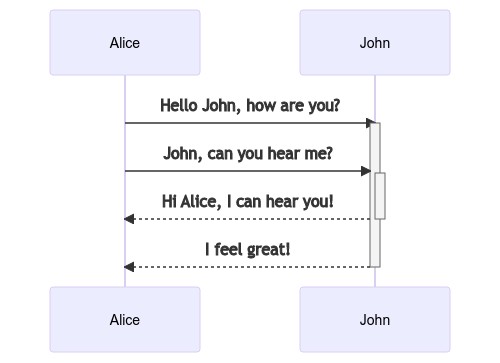 Alice
John
Hello John, how are you?
John, can you hear me?
Hi Alice, I can hear you!
I feel great!
Alice
John